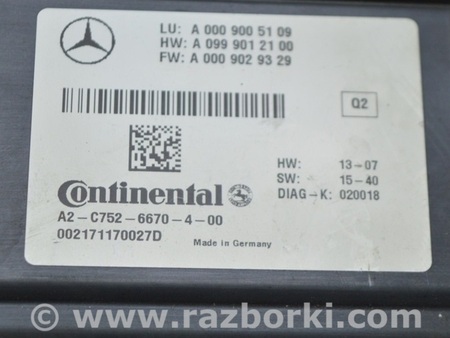 LU: A 000 900 51 09
HW: A 099 901 21 00
FW: A 000 902 93 29
Q2
HW: 13-07
SW: 15-40
DIAG-K: 020018
Continental
A2-C752-6670-4-00
002171170027D
Made in Germany
© www.razborki.com